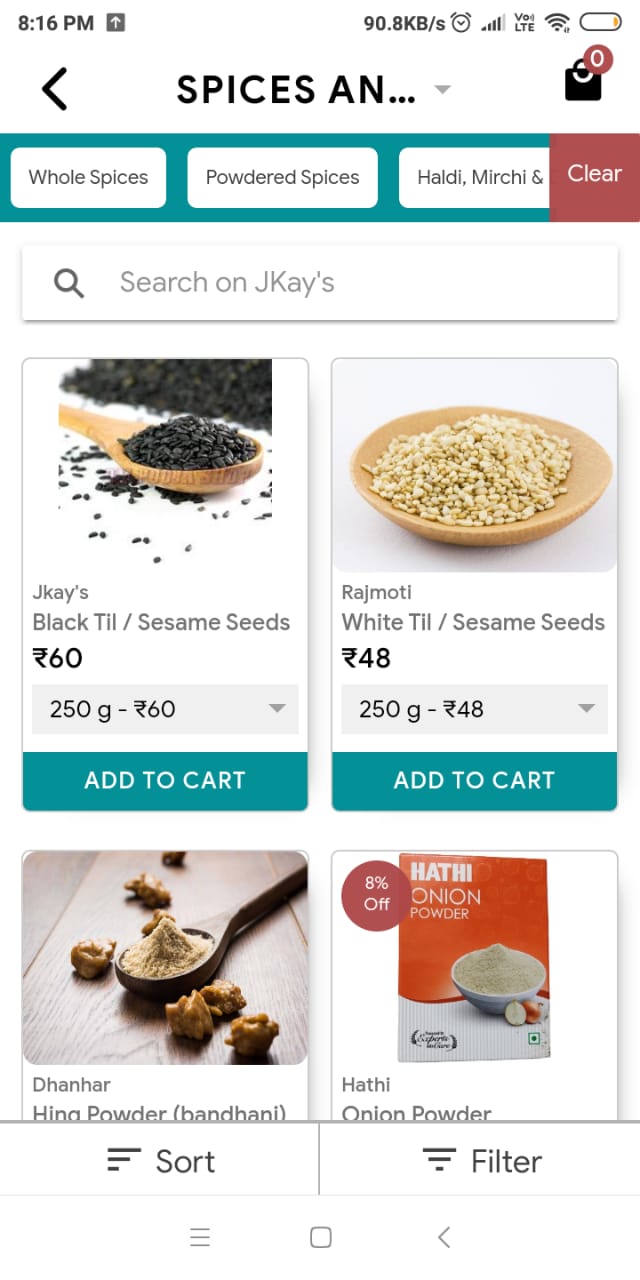 8:16 PM
90.8KB/s
Vo))
LTE
SPICES AN...
0
Whole Spices
Powdered Spices
Haldi, Mirchi &
Clear
Search on JKay's
Jkay's
Black Til / Sesame Seeds
₹60
250 g - ₹60
ADD TO CART
Rajmoti
White Til / Sesame Seeds
₹48
250 g - ₹48
ADD TO CART
8%
Off
HATHI
ONION
POWDER
Experts
Dhanhar
Hing Powder (bandhani)
Hathi
Onion Powder
Sort
Filter